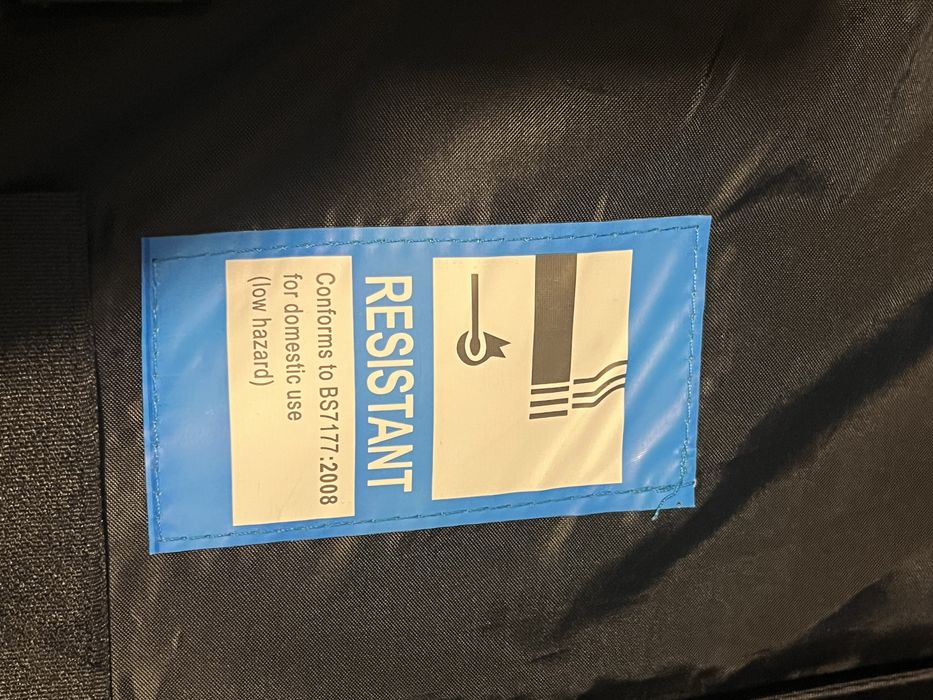 RESISTANT
Conforms to BS7177:2008
for domestic use
(low hazard)